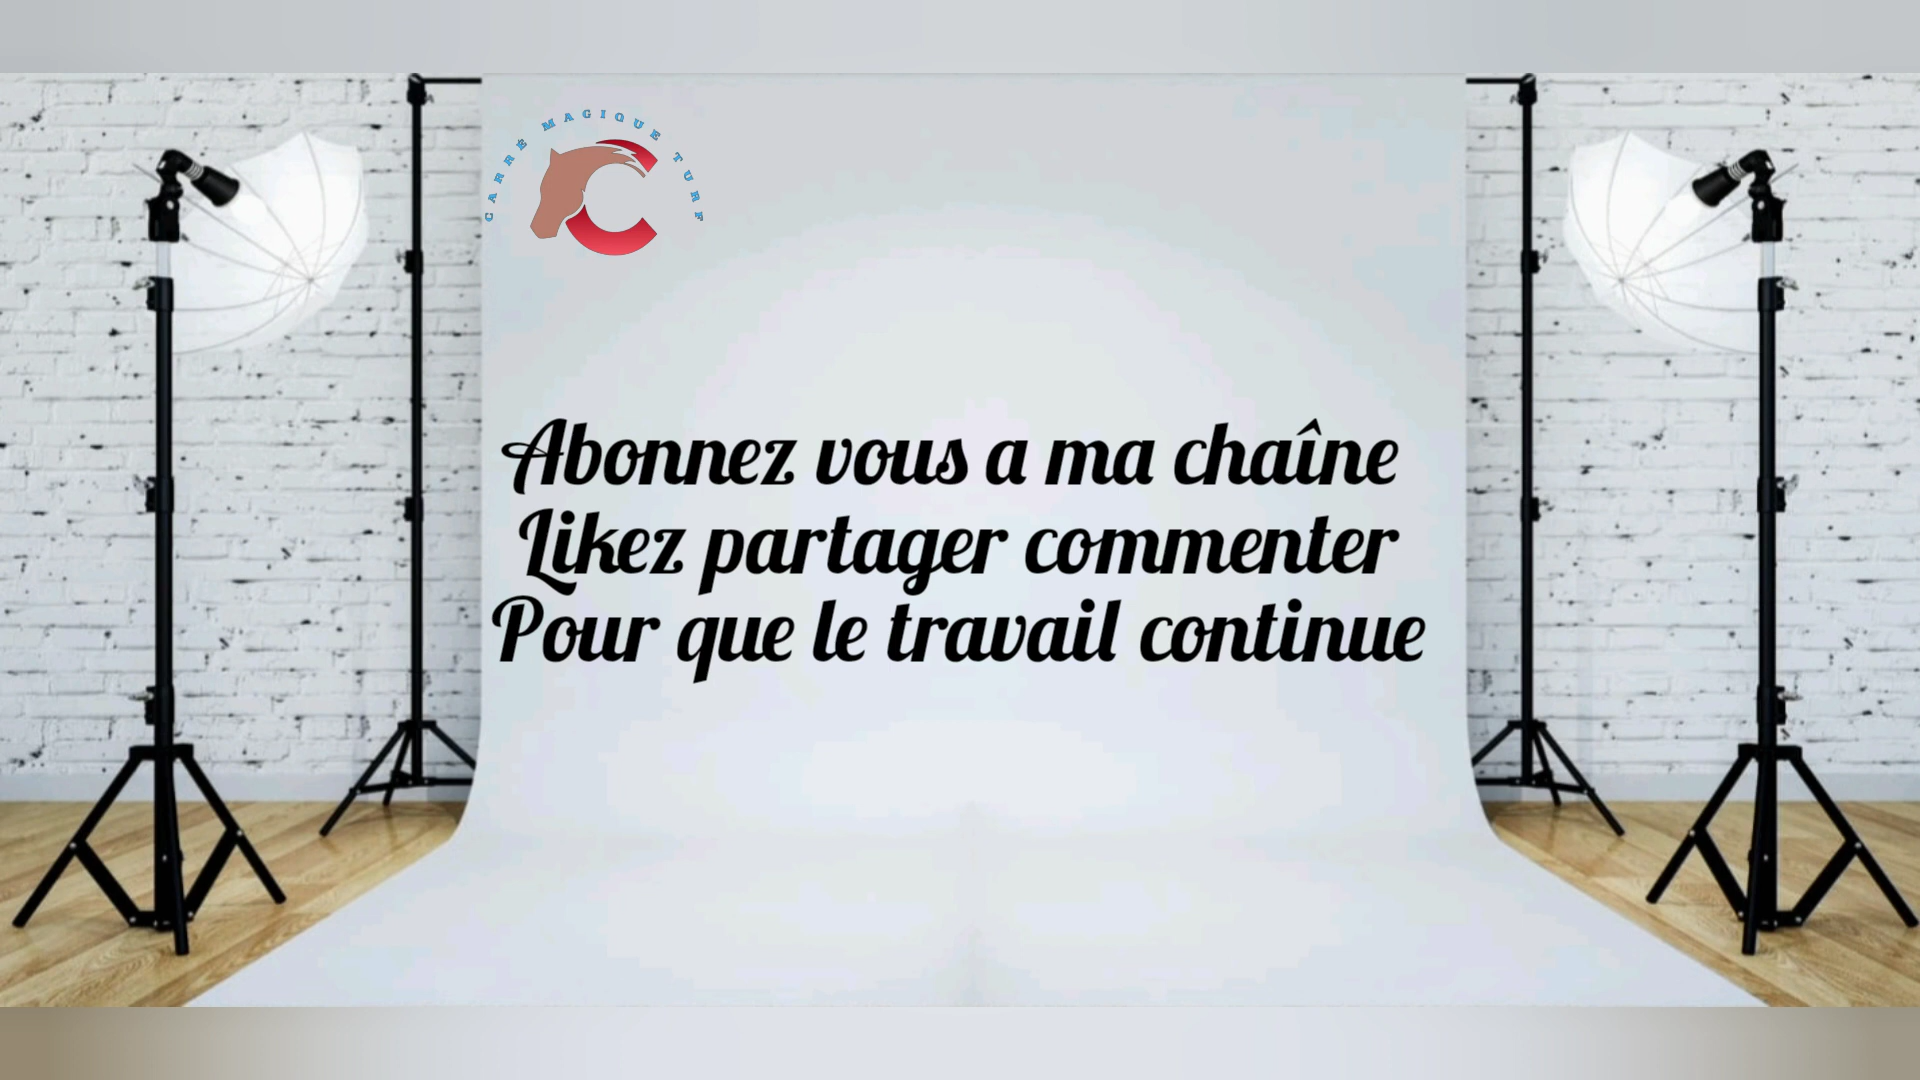 CARRÉ MAGIQUE TURF
Abonnez vous a ma chaîne
Likez partager commenter
Pour que le travail continue